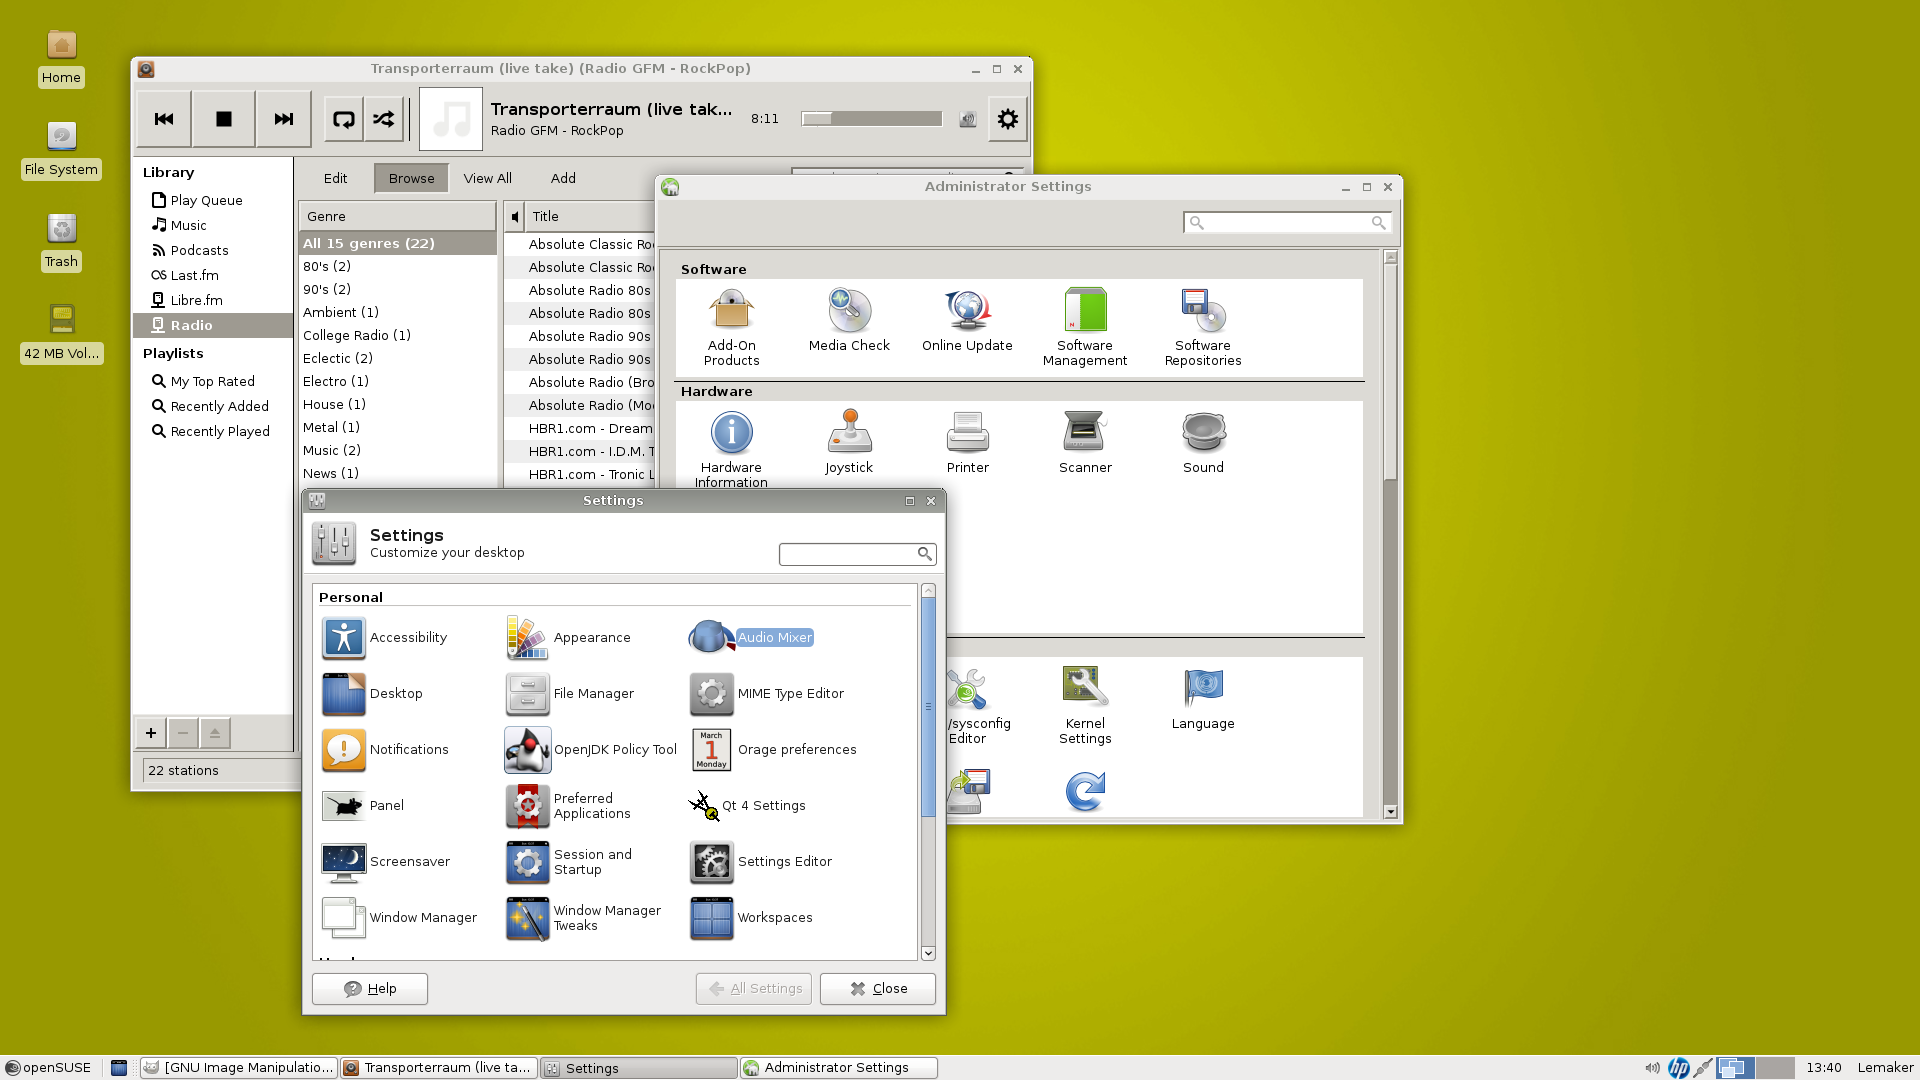 Home
File System
Trash
42 MB Vol...
Transporterraum (live take) (Radio GFM - RockPop)
Transporterraum (live tak...
Radio GFM - RockPop
8:11
Library
Play Queue
Music
Podcasts
Last.fm
Libre.fm
Radio
Playlists
My Top Rated
Recently Added
Recently Played
22 stations
Edit
Browse
View All
Add
Genre
All 15 genres (22)
80's (2)
90's (2)
Ambient (1)
College Radio (1)
Eclectic (2)
Electro (1)
House (1)
Metal (1)
Music (2)
News (1)
Title
Absolute Classic Ro
Absolute Classic Ro
Absolute Radio 80s
Absolute Radio 80s
Absolute Radio 90s
Absolute Radio 90s
Absolute Radio (Bro
Absolute Radio (Mo
HBR1.com - Dream
HBR1.com - I.D.M. T
HBR1.com - Tronic L
Administrator Settings
Software
Add-On
Products
Media Check
Online Update
Software
Management
Software
Repositories
Hardware
Hardware
Information
Joystick
Printer
Scanner
Sound
/sysconfig
Editor
Kernel
Settings
Language
Settings
Settings
Customize your desktop
Personal
Accessibility
Appearance
Audio Mixer
Desktop
File Manager
MIME Type Editor
Notifications
OpenJDK Policy Tool
March
1
Monday
Orage preferences
Panel
Preferred
Applications
Qt 4 Settings
Screensaver
Session and
Startup
Settings Editor
Window Manager
Window Manager
Tweaks
Workspaces
Help
All Settings
Close
openSUSE
[GNU Image Manipulatio...
Transporterraum (live ta...
Settings
Administrator Settings
hp
13:40
Lemaker